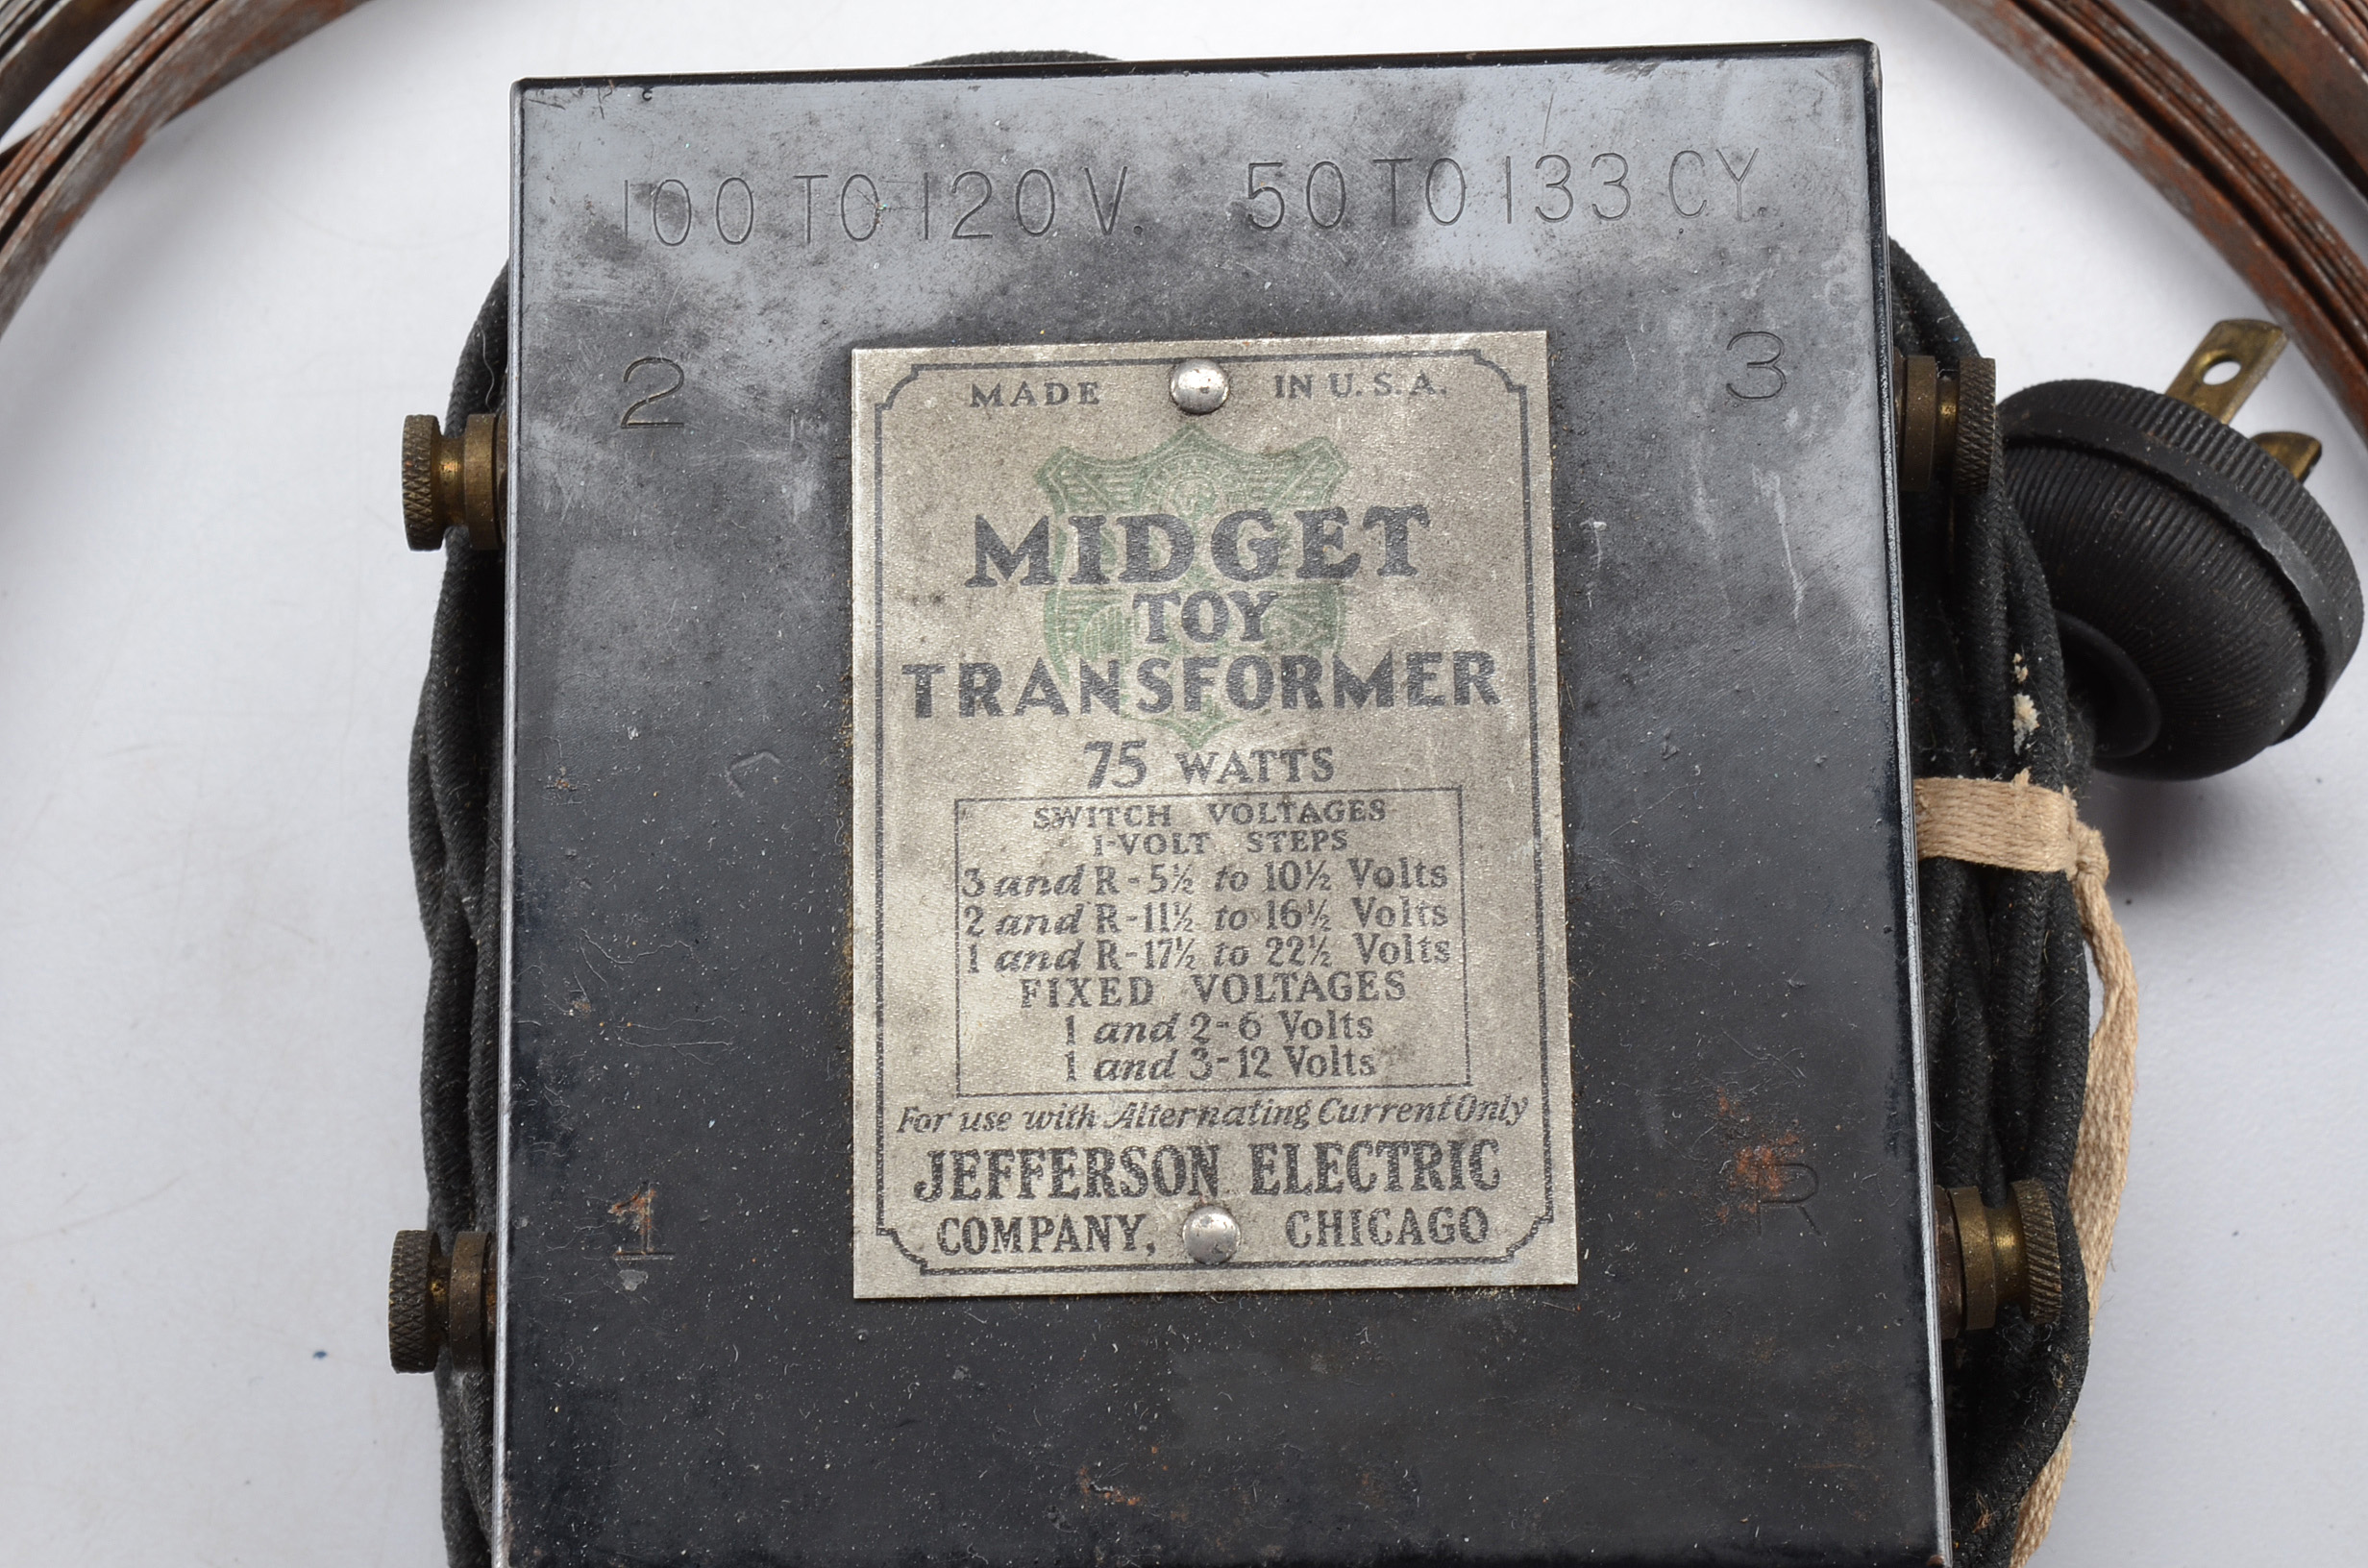 100 TO 120 V. 50 TO 133 CY.
2 3
MADE IN U.S.A.
MIDGET
TOY
TRANSFORMER
75 WATTS
SWITCH VOLTAGES
1-VOLT STEPS
3 and R-5½ to 10½ Volts
2 and R-11½ to 16½ Volts
1 and R-17½ to 22½ Volts
FIXED VOLTAGES
1 and 2-6 Volts
1 and 3-12 Volts
For use with Alternating Current Only
JEFFERSON ELECTRIC
COMPANY, CHICAGO
1 R